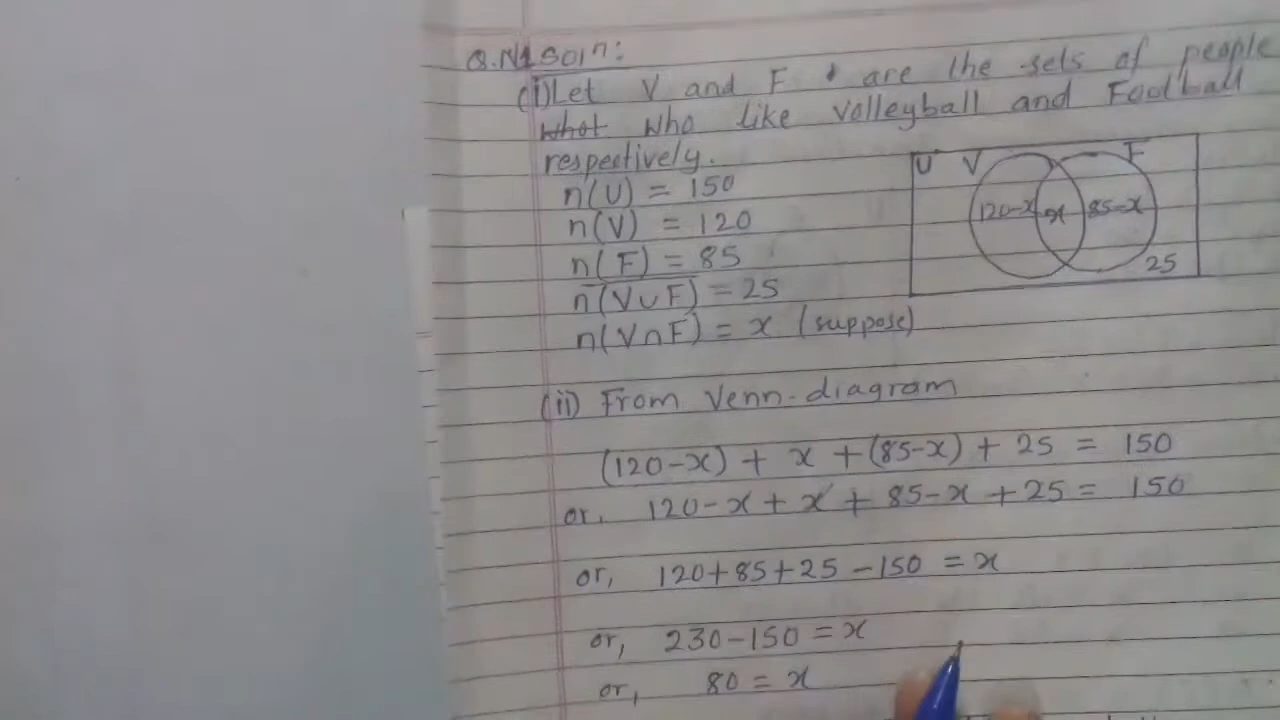 Q.N1 Solⁿ:
(i) Let V and F are the sets of people
what who like volleyball and Football
respectively.
n(U) = 150
n(V) = 120
n(F) = 85
n(V∪F)̅ = 25
n(V∩F) = x (suppose)
U V F
120-x x 85-x
25
(ii) From Venn-diagram
(120-x) + x + (85-x) + 25 = 150
or, 120-x + x + 85-x + 25 = 150
or, 120+85+25-150 = x
or, 230-150 = x
or, 80 = x